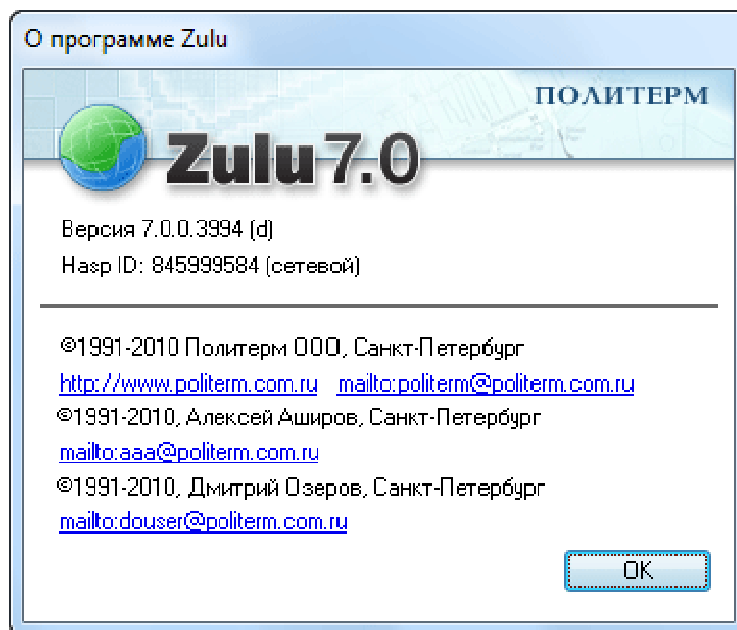 О программе Zulu
ПОЛИТЕРМ
Zulu 7.0
Версия 7.0.0.3994 (d)
Hasp ID: 845999584 (сетевой)
©1991-2010 Политерм ООО, Санкт-Петербург
http://www.politerm.com.ru mailto:politerm@politerm.com.ru
©1991-2010, Алексей Аширов, Санкт-Петербург
mailto:aaa@politerm.com.ru
©1991-2010, Дмитрий Озеров, Санкт-Петербург
mailto:douser@politerm.com.ru
OK